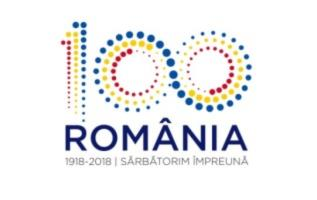 100
ROMÂNIA
1918-2018 | SĂRBĂTORIM ÎMPREUNĂ